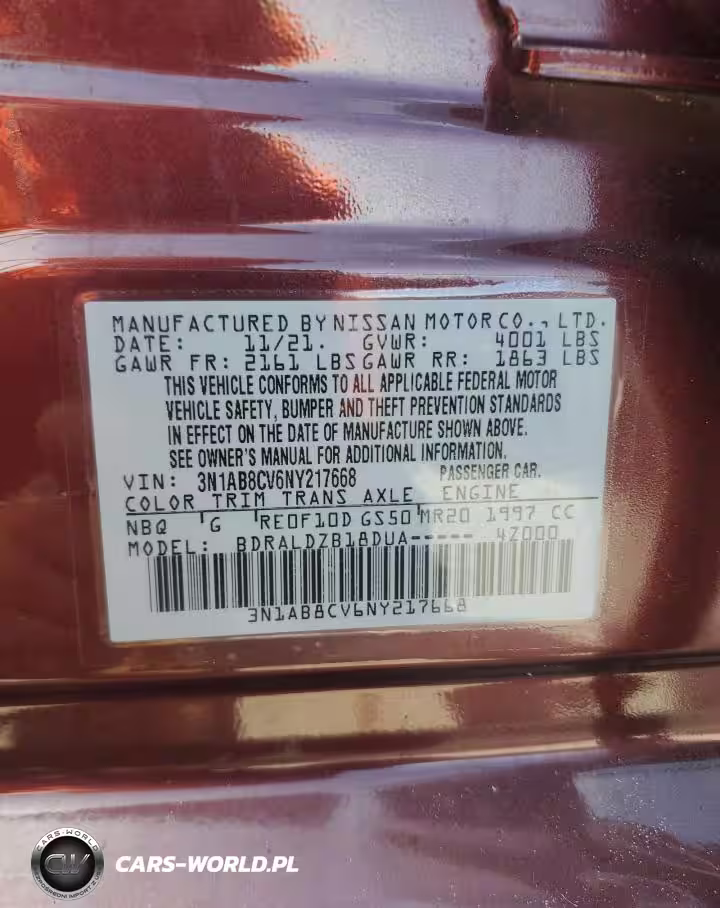 MANUFACTURED BY NISSAN MOTOR CO., LTD.
DATE: 11/21. GVWR: 4001 LBS
GAWR FR: 2161 LBS GAWR RR: 1863 LBS
THIS VEHICLE CONFORMS TO ALL APPLICABLE FEDERAL MOTOR
VEHICLE SAFETY, BUMPER AND THEFT PREVENTION STANDARDS
IN EFFECT ON THE DATE OF MANUFACTURE SHOWN ABOVE.
SEE OWNER'S MANUAL FOR ADDITIONAL INFORMATION.
VIN: 3N1AB8CV6NY217668 PASSENGER CAR.
COLOR TRIM TRANS AXLE ENGINE
NBQ G RE0F10D GS50 MR20 1997 CC
MODEL: BDRALDZB18DUA----- 4Z000
3N1AB8CV6NY217668
CARS-WORLD
CW
CARS-WORLD.PL